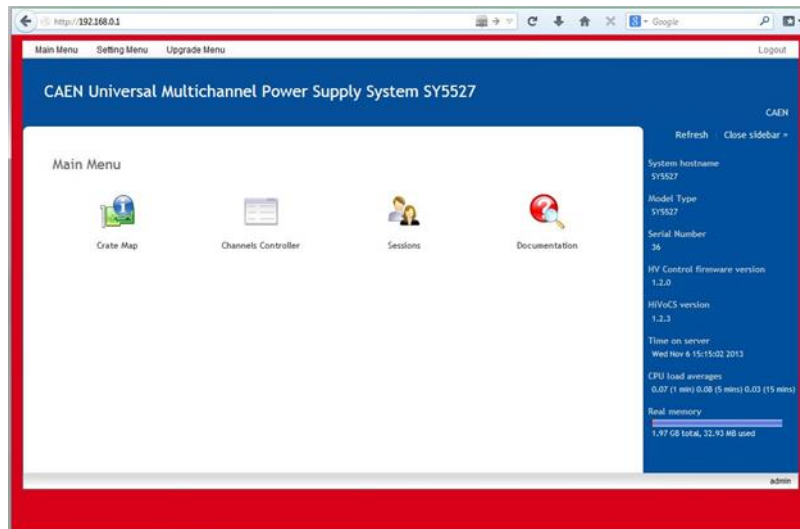 http://192.168.0.1
Google
Main Menu Setting Menu Upgrade Menu Logout
CAEN Universal Multichannel Power Supply System SY5527
CAEN
Refresh Close sidebar »
Main Menu
Crate Map Channels Controller Sessions Documentation
System hostname
SY5527
Model Type
SY5527
Serial Number
36
HV Control firmware version
1.2.0
HiVoCS version
1.2.3
Time on server
Wed Nov 6 15:15:02 2013
CPU load averages
0.07 (1 min) 0.08 (5 mins) 0.03 (15 mins)
Real memory
1.97 GB total, 32.93 MB used
admin